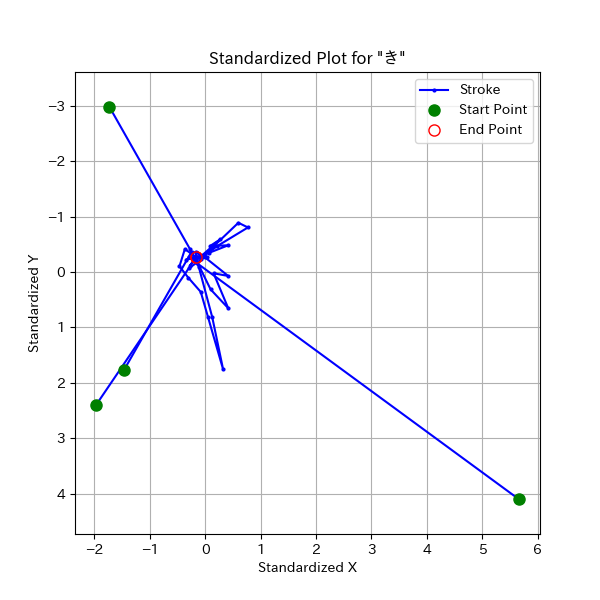 Standardized Plot for "き"
Stroke
Start Point
End Point
Standardized Y
−3
−2
−1
0
1
2
3
4
−2
−1
0
1
2
3
4
5
6
Standardized X